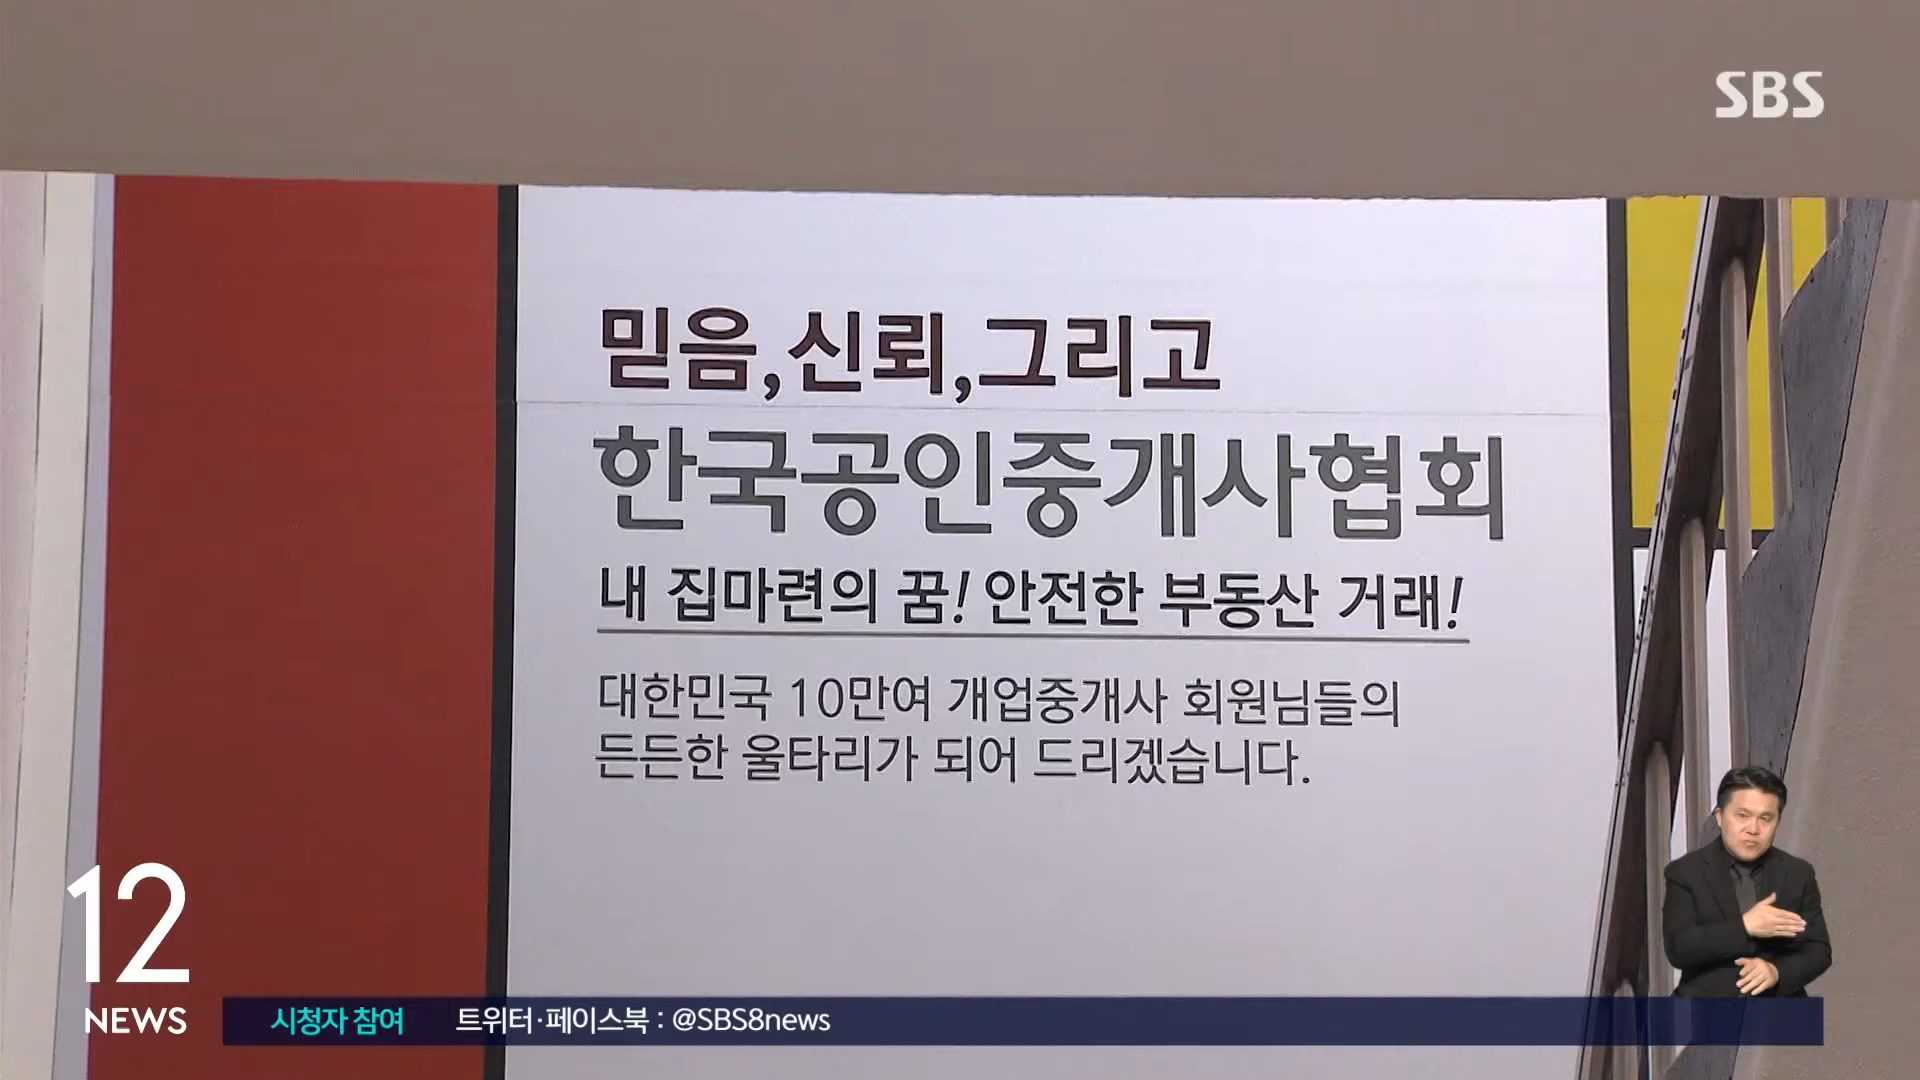 SBS
믿음,신뢰,그리고
한국공인중개사협회
내 집마련의 꿈! 안전한 부동산 거래!
대한민국 10만여 개업중개사 회원님들의
든든한 울타리가 되어 드리겠습니다.
12
NEWS
시청자 참여 트위터·페이스북 : @SBS8news